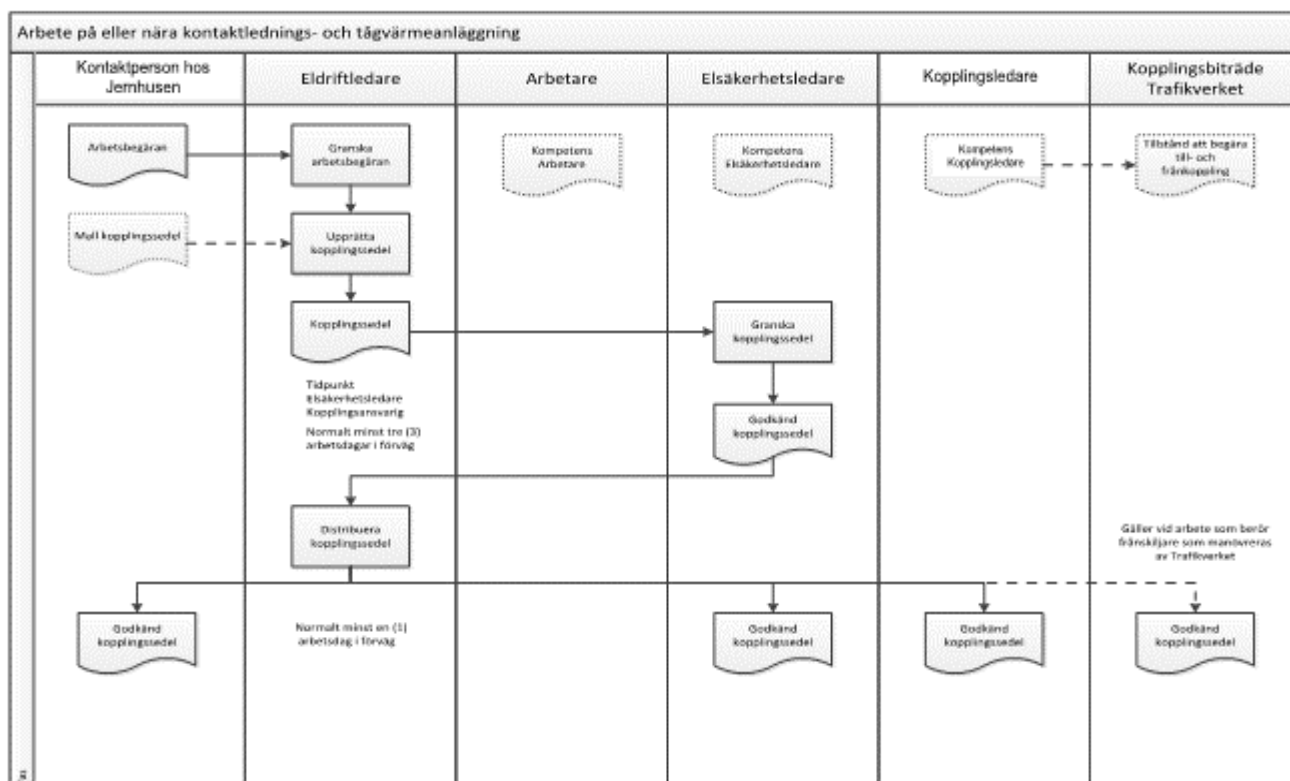 Arbete på eller nära kontaktlednings- och tågvärmeanläggning
Kontaktperson hos
Jernhusen
Eldriftledare
Arbetare
Elsäkerhetsledare
Kopplingsledare
Kopplingsbiträde
Trafikverket
Arbetsbegäran
Granska
arbetsbegäran
Kompetens
Arbetare
Kompetens
Elsäkerhetsledare
Kompetens
Kopplingsledare
Tillstånd att begära
till- och
frånkoppling
Mall kopplingssedel
Upprätta
kopplingssedel
Kopplingssedel
Granska
kopplingssedel
Tidpunkt
Elsäkerhetsledare
Kopplingsansvarig
Normalt minst tre (3)
arbetsdagar i förväg
Godkänd
kopplingssedel
Distribuera
kopplingssedel
Gäller vid arbete som berör
frånskiljare som manövreras
av Trafikverket
Godkänd
kopplingssedel
Normalt minst en (1)
arbetsdag i förväg
Godkänd
kopplingssedel
Godkänd
kopplingssedel
Godkänd
kopplingssedel